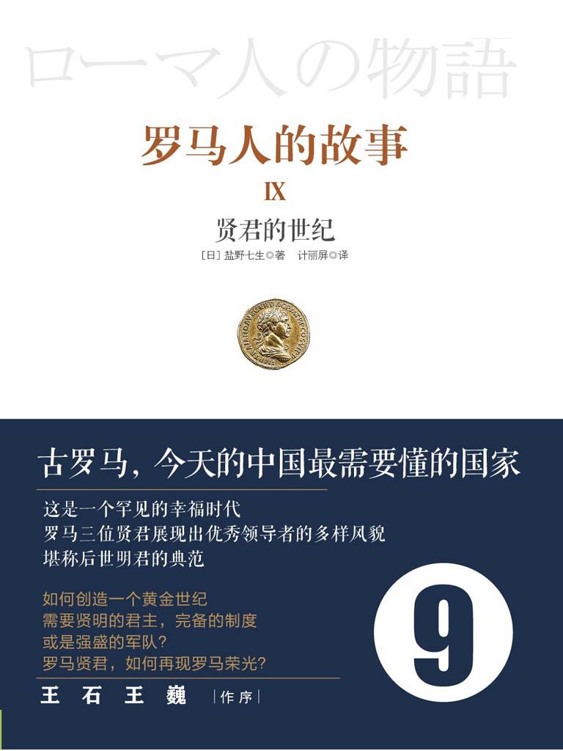 ローマ人の物語
罗马人的故事
IX
贤君的世纪
[日]盐野七生◎著 计丽屏◎译
古罗马，今天的中国最需要懂的国家
这是一个罕见的幸福时代
罗马三位贤君展现出优秀领导者的多样风貌
堪称后世明君的典范
如何创造一个黄金世纪
需要贤明的君主，完备的制度
或是强盛的军队？
罗马贤君，如何再现罗马荣光？
9
王石王巍 |作序|